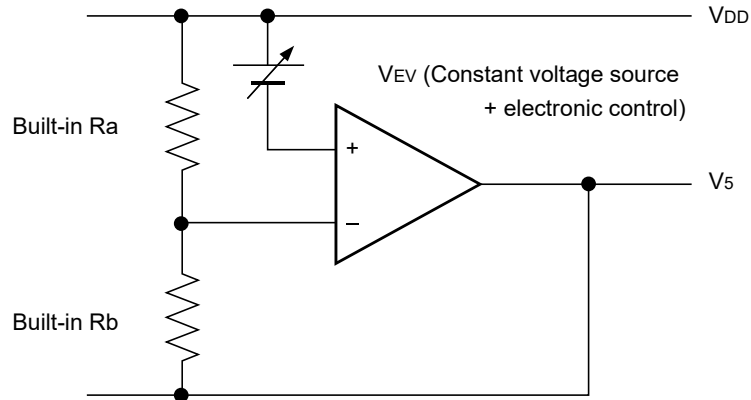 VDD
VEV (Constant voltage source
+ electronic control)
Built-in Ra
+
V5
−
Built-in Rb